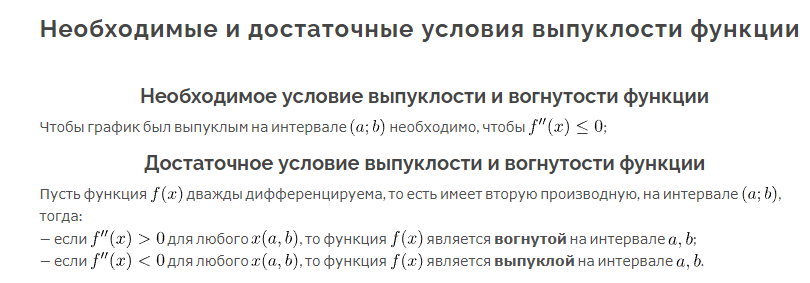 Необходимые и достаточные условия выпуклости функции
Необходимое условие выпуклости и вогнутости функции
Чтобы график был выпуклым на интервале (a; b) необходимо, чтобы f′′(x) ≤ 0;
Достаточное условие выпуклости и вогнутости функции
Пусть функция f(x) дважды дифференцируема, то есть имеет вторую производную, на интервале (a; b),
тогда:
– если f′′(x) > 0 для любого x(a, b), то функция f(x) является вогнутой на интервале a, b;
– если f′′(x) < 0 для любого x(a, b), то функция f(x) является выпуклой на интервале a, b.